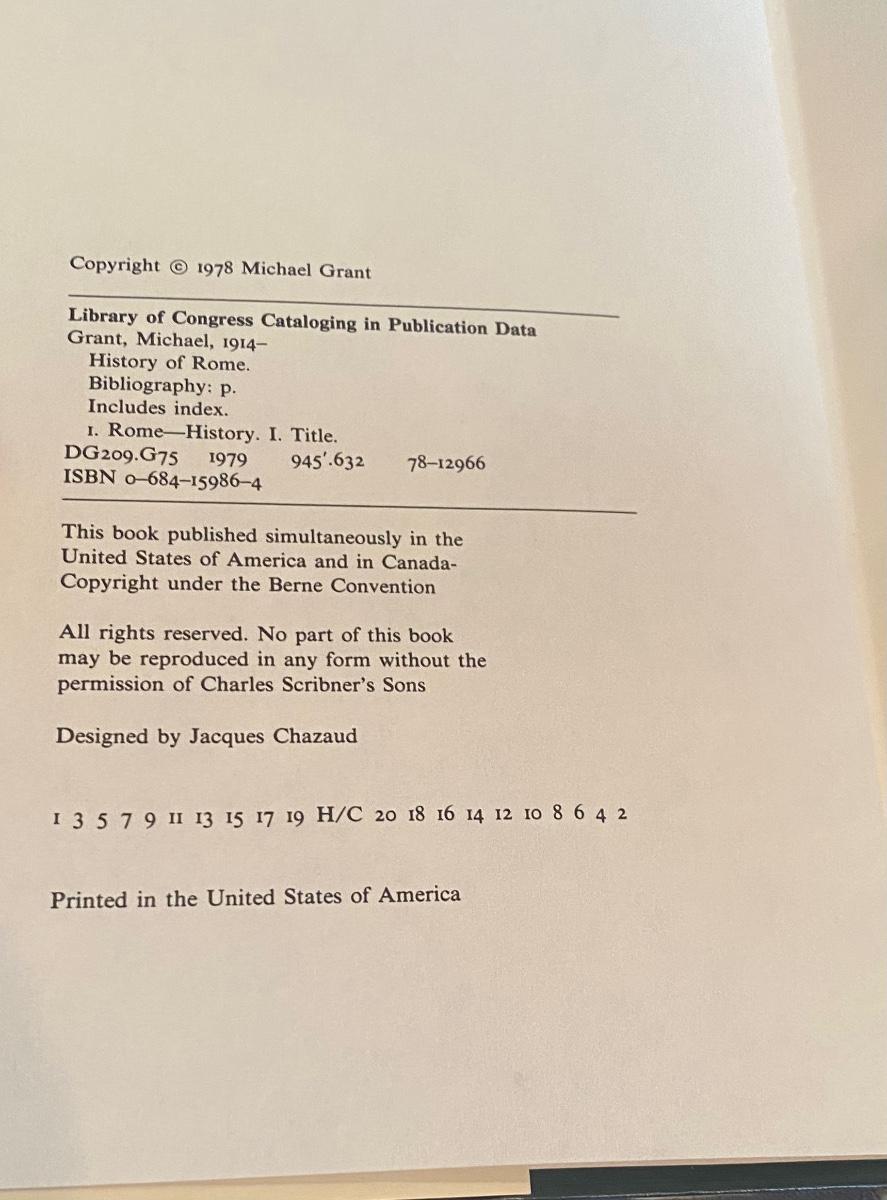 Copyright © 1978 Michael Grant
Library of Congress Cataloging in Publication Data
Grant, Michael, 1914–
History of Rome.
Bibliography: p.
Includes index.
1. Rome—History. I. Title.
DG209.G75 1979 945'.632 78–12966
ISBN 0–684–15986–4
This book published simultaneously in the
United States of America and in Canada-
Copyright under the Berne Convention
All rights reserved. No part of this book
may be reproduced in any form without the
permission of Charles Scribner's Sons
Designed by Jacques Chazaud
1 3 5 7 9 11 13 15 17 19 H/C 20 18 16 14 12 10 8 6 4 2
Printed in the United States of America